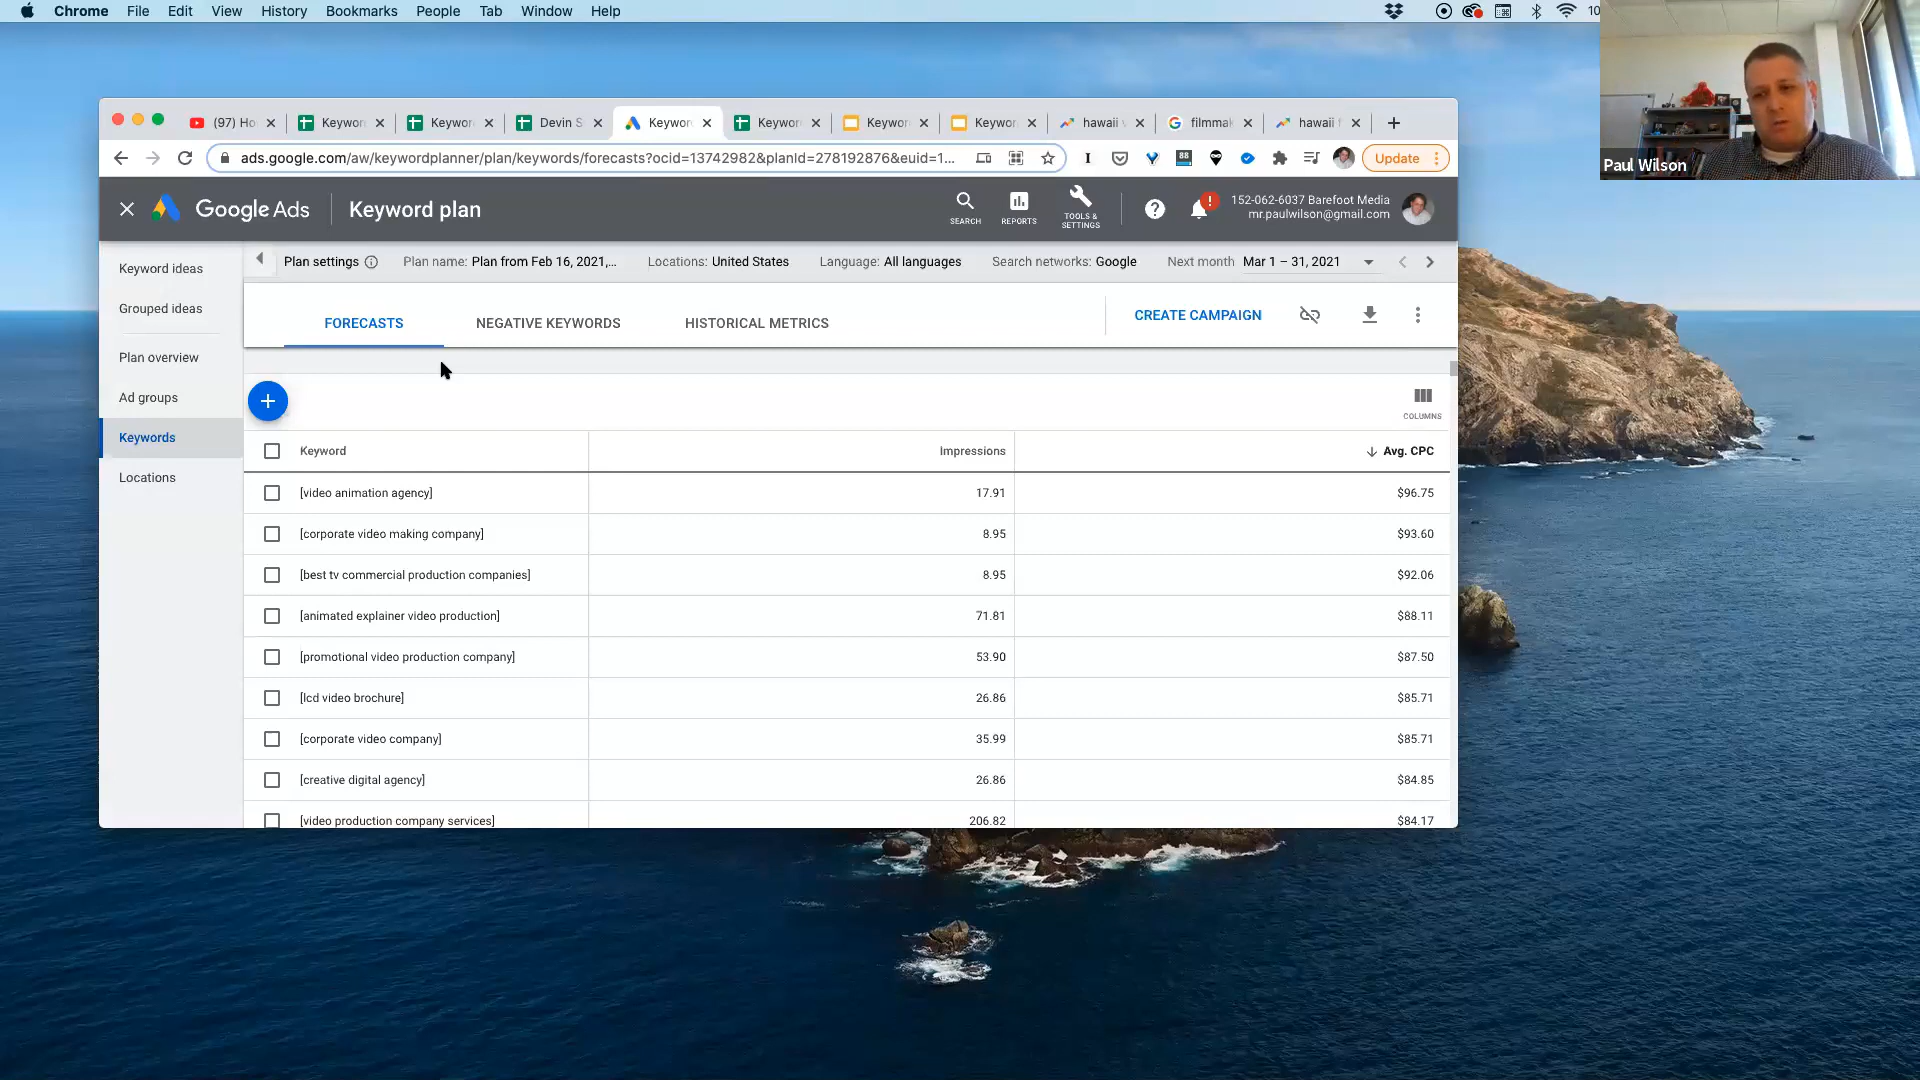 Chrome File Edit View History Bookmarks People Tab Window Help
10
(97) Ho
Keywor
Keywor
Devin S
Keywor
Keywor
Keywor
Keywor
hawaii v
filmmak
hawaii f
ads.google.com/aw/keywordplanner/plan/keywords/forecasts?ocid=13742982&planId=278192876&euid=1...
88
Update
Paul Wilson
Google Ads
Keyword plan
SEARCH
REPORTS
TOOLS & SETTINGS
!
152-062-6037 Barefoot Media
mr.paulwilson@gmail.com
Keyword ideas
Grouped ideas
Plan overview
Ad groups
Keywords
Locations
Plan settings Plan name: Plan from Feb 16, 2021,... Locations: United States Language: All languages Search networks: Google Next month Mar 1 – 31, 2021
FORECASTS NEGATIVE KEYWORDS HISTORICAL METRICS CREATE CAMPAIGN
COLUMNS
Keyword Impressions Avg. CPC
[video animation agency] 17.91 $96.75
[corporate video making company] 8.95 $93.60
[best tv commercial production companies] 8.95 $92.06
[animated explainer video production] 71.81 $88.11
[promotional video production company] 53.90 $87.50
[lcd video brochure] 26.86 $85.71
[corporate video company] 35.99 $85.71
[creative digital agency] 26.86 $84.85
[video production company services] 206.82 $84.17